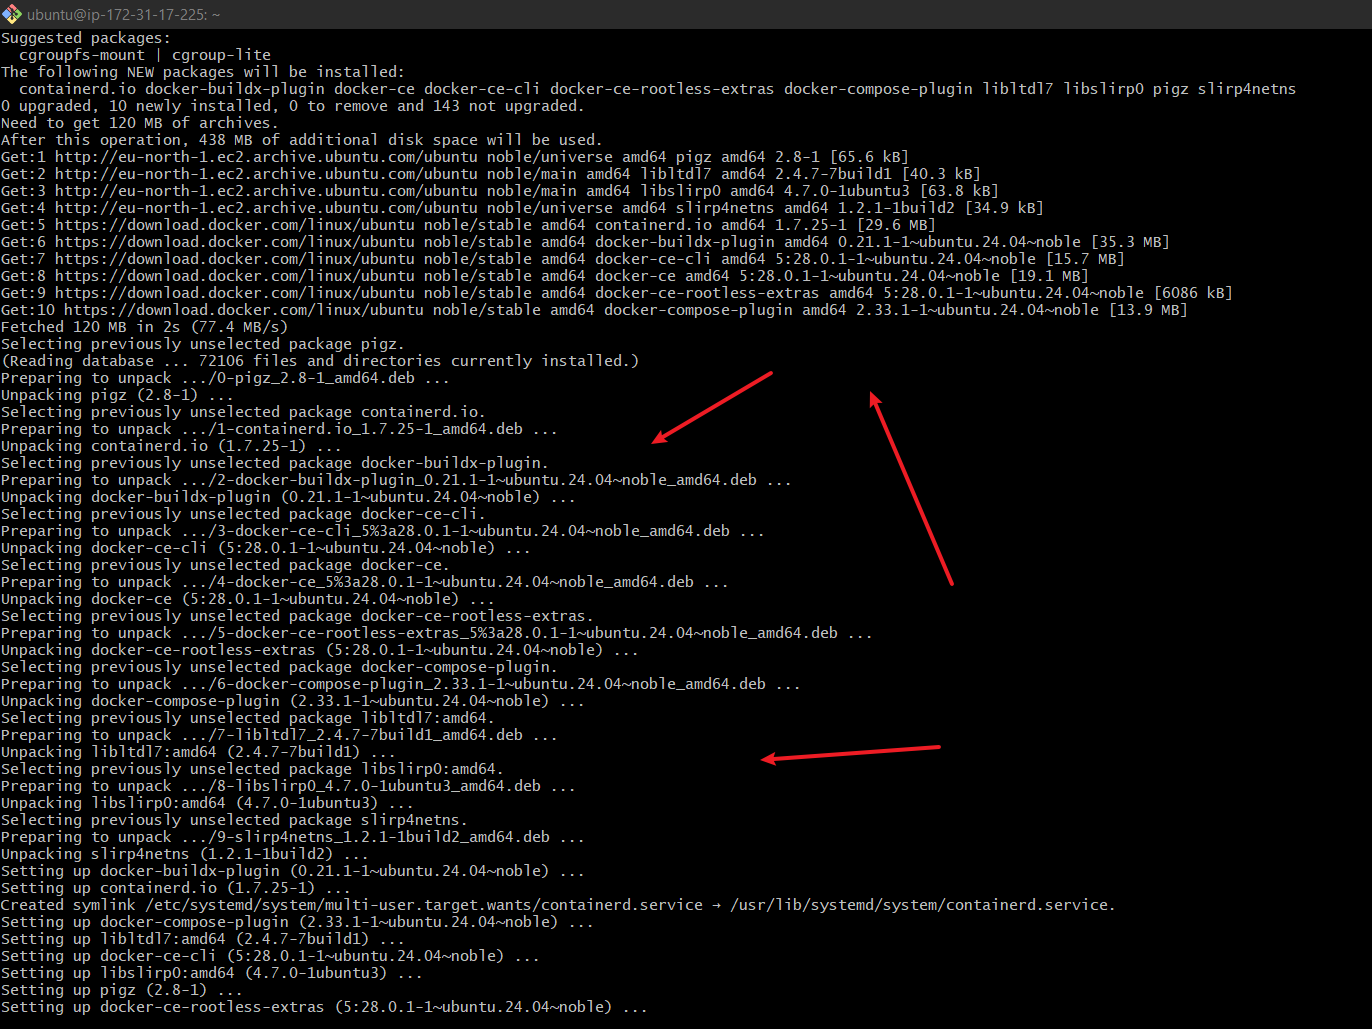 ubuntu@ip-172-31-17-225: ~
Suggested packages:
  cgroupfs-mount | cgroup-lite
The following NEW packages will be installed:
  containerd.io docker-buildx-plugin docker-ce docker-ce-cli docker-ce-rootless-extras docker-compose-plugin libltdl7 libslirp0 pigz slirp4netns
0 upgraded, 10 newly installed, 0 to remove and 143 not upgraded.
Need to get 120 MB of archives.
After this operation, 438 MB of additional disk space will be used.
Get:1 http://eu-north-1.ec2.archive.ubuntu.com/ubuntu noble/universe amd64 pigz amd64 2.8-1 [65.6 kB]
Get:2 http://eu-north-1.ec2.archive.ubuntu.com/ubuntu noble/main amd64 libltdl7 amd64 2.4.7-7build1 [40.3 kB]
Get:3 http://eu-north-1.ec2.archive.ubuntu.com/ubuntu noble/main amd64 libslirp0 amd64 4.7.0-1ubuntu3 [63.8 kB]
Get:4 http://eu-north-1.ec2.archive.ubuntu.com/ubuntu noble/universe amd64 slirp4netns amd64 1.2.1-1build2 [34.9 kB]
Get:5 https://download.docker.com/linux/ubuntu noble/stable amd64 containerd.io amd64 1.7.25-1 [29.6 MB]
Get:6 https://download.docker.com/linux/ubuntu noble/stable amd64 docker-buildx-plugin amd64 0.21.1-1~ubuntu.24.04~noble [35.3 MB]
Get:7 https://download.docker.com/linux/ubuntu noble/stable amd64 docker-ce-cli amd64 5:28.0.1-1~ubuntu.24.04~noble [15.7 MB]
Get:8 https://download.docker.com/linux/ubuntu noble/stable amd64 docker-ce amd64 5:28.0.1-1~ubuntu.24.04~noble [19.1 MB]
Get:9 https://download.docker.com/linux/ubuntu noble/stable amd64 docker-ce-rootless-extras amd64 5:28.0.1-1~ubuntu.24.04~noble [6086 kB]
Get:10 https://download.docker.com/linux/ubuntu noble/stable amd64 docker-compose-plugin amd64 2.33.1-1~ubuntu.24.04~noble [13.9 MB]
Fetched 120 MB in 2s (77.4 MB/s)
Selecting previously unselected package pigz.
(Reading database ... 72106 files and directories currently installed.)
Preparing to unpack .../0-pigz_2.8-1_amd64.deb ...
Unpacking pigz (2.8-1) ...
Selecting previously unselected package containerd.io.
Preparing to unpack .../1-containerd.io_1.7.25-1_amd64.deb ...
Unpacking containerd.io (1.7.25-1) ...
Selecting previously unselected package docker-buildx-plugin.
Preparing to unpack .../2-docker-buildx-plugin_0.21.1-1~ubuntu.24.04~noble_amd64.deb ...
Unpacking docker-buildx-plugin (0.21.1-1~ubuntu.24.04~noble) ...
Selecting previously unselected package docker-ce-cli.
Preparing to unpack .../3-docker-ce-cli_5%3a28.0.1-1~ubuntu.24.04~noble_amd64.deb ...
Unpacking docker-ce-cli (5:28.0.1-1~ubuntu.24.04~noble) ...
Selecting previously unselected package docker-ce.
Preparing to unpack .../4-docker-ce_5%3a28.0.1-1~ubuntu.24.04~noble_amd64.deb ...
Unpacking docker-ce (5:28.0.1-1~ubuntu.24.04~noble) ...
Selecting previously unselected package docker-ce-rootless-extras.
Preparing to unpack .../5-docker-ce-rootless-extras_5%3a28.0.1-1~ubuntu.24.04~noble_amd64.deb ...
Unpacking docker-ce-rootless-extras (5:28.0.1-1~ubuntu.24.04~noble) ...
Selecting previously unselected package docker-compose-plugin.
Preparing to unpack .../6-docker-compose-plugin_2.33.1-1~ubuntu.24.04~noble_amd64.deb ...
Unpacking docker-compose-plugin (2.33.1-1~ubuntu.24.04~noble) ...
Selecting previously unselected package libltdl7:amd64.
Preparing to unpack .../7-libltdl7_2.4.7-7build1_amd64.deb ...
Unpacking libltdl7:amd64 (2.4.7-7build1) ...
Selecting previously unselected package libslirp0:amd64.
Preparing to unpack .../8-libslirp0_4.7.0-1ubuntu3_amd64.deb ...
Unpacking libslirp0:amd64 (4.7.0-1ubuntu3) ...
Selecting previously unselected package slirp4netns.
Preparing to unpack .../9-slirp4netns_1.2.1-1build2_amd64.deb ...
Unpacking slirp4netns (1.2.1-1build2) ...
Setting up docker-buildx-plugin (0.21.1-1~ubuntu.24.04~noble) ...
Setting up containerd.io (1.7.25-1) ...
Created symlink /etc/systemd/system/multi-user.target.wants/containerd.service → /usr/lib/systemd/system/containerd.service.
Setting up docker-compose-plugin (2.33.1-1~ubuntu.24.04~noble) ...
Setting up libltdl7:amd64 (2.4.7-7build1) ...
Setting up docker-ce-cli (5:28.0.1-1~ubuntu.24.04~noble) ...
Setting up libslirp0:amd64 (4.7.0-1ubuntu3) ...
Setting up pigz (2.8-1) ...
Setting up docker-ce-rootless-extras (5:28.0.1-1~ubuntu.24.04~noble) ...